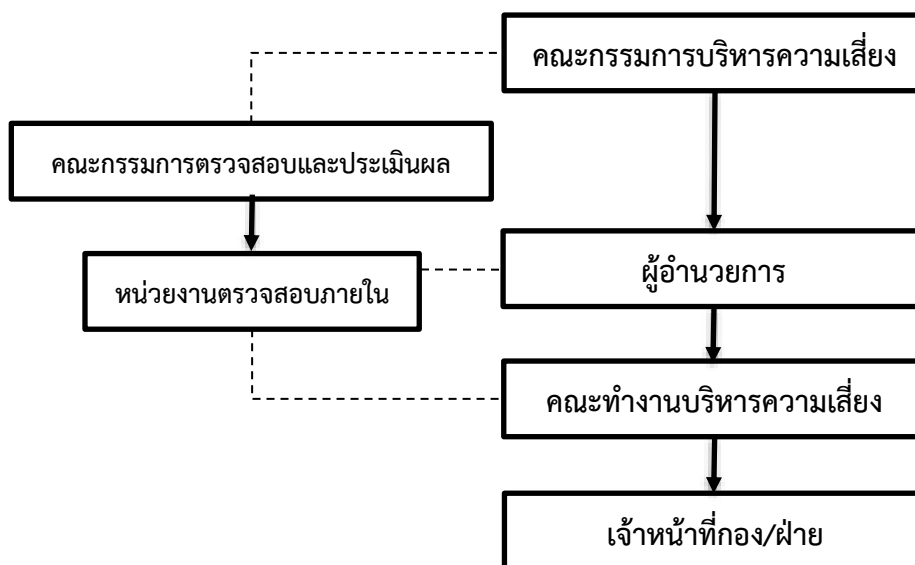 คณะกรรมการบริหารความเสี่ยง
คณะกรรมการตรวจสอบและประเมินผล
ผู้อำนวยการ
หน่วยงานตรวจสอบภายใน
คณะทำงานบริหารความเสี่ยง
เจ้าหน้าที่กอง/ฝ่าย